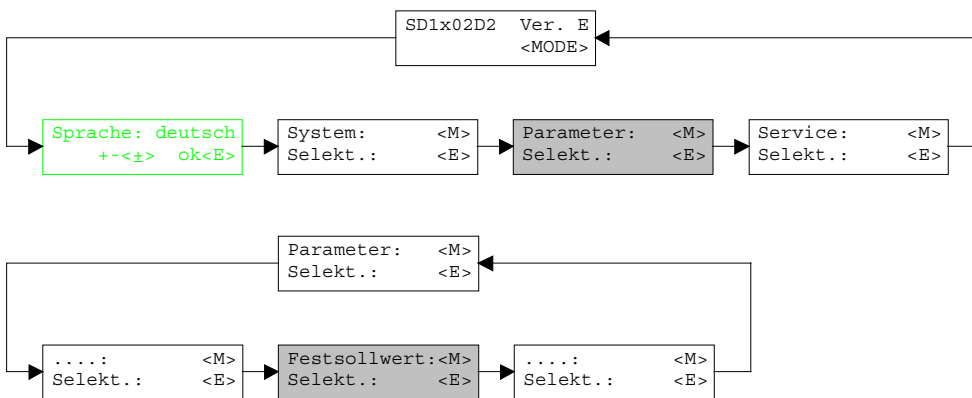 SD1x02D2 Ver. E
<MODE>
Sprache: deutsch
+-<±> ok<E>
System: <M>
Selekt.: <E>
Parameter: <M>
Selekt.: <E>
Service: <M>
Selekt.: <E>
Parameter: <M>
Selekt.: <E>
....: <M>
Selekt.: <E>
Festsollwert:<M>
Selekt.: <E>
....: <M>
Selekt.: <E>